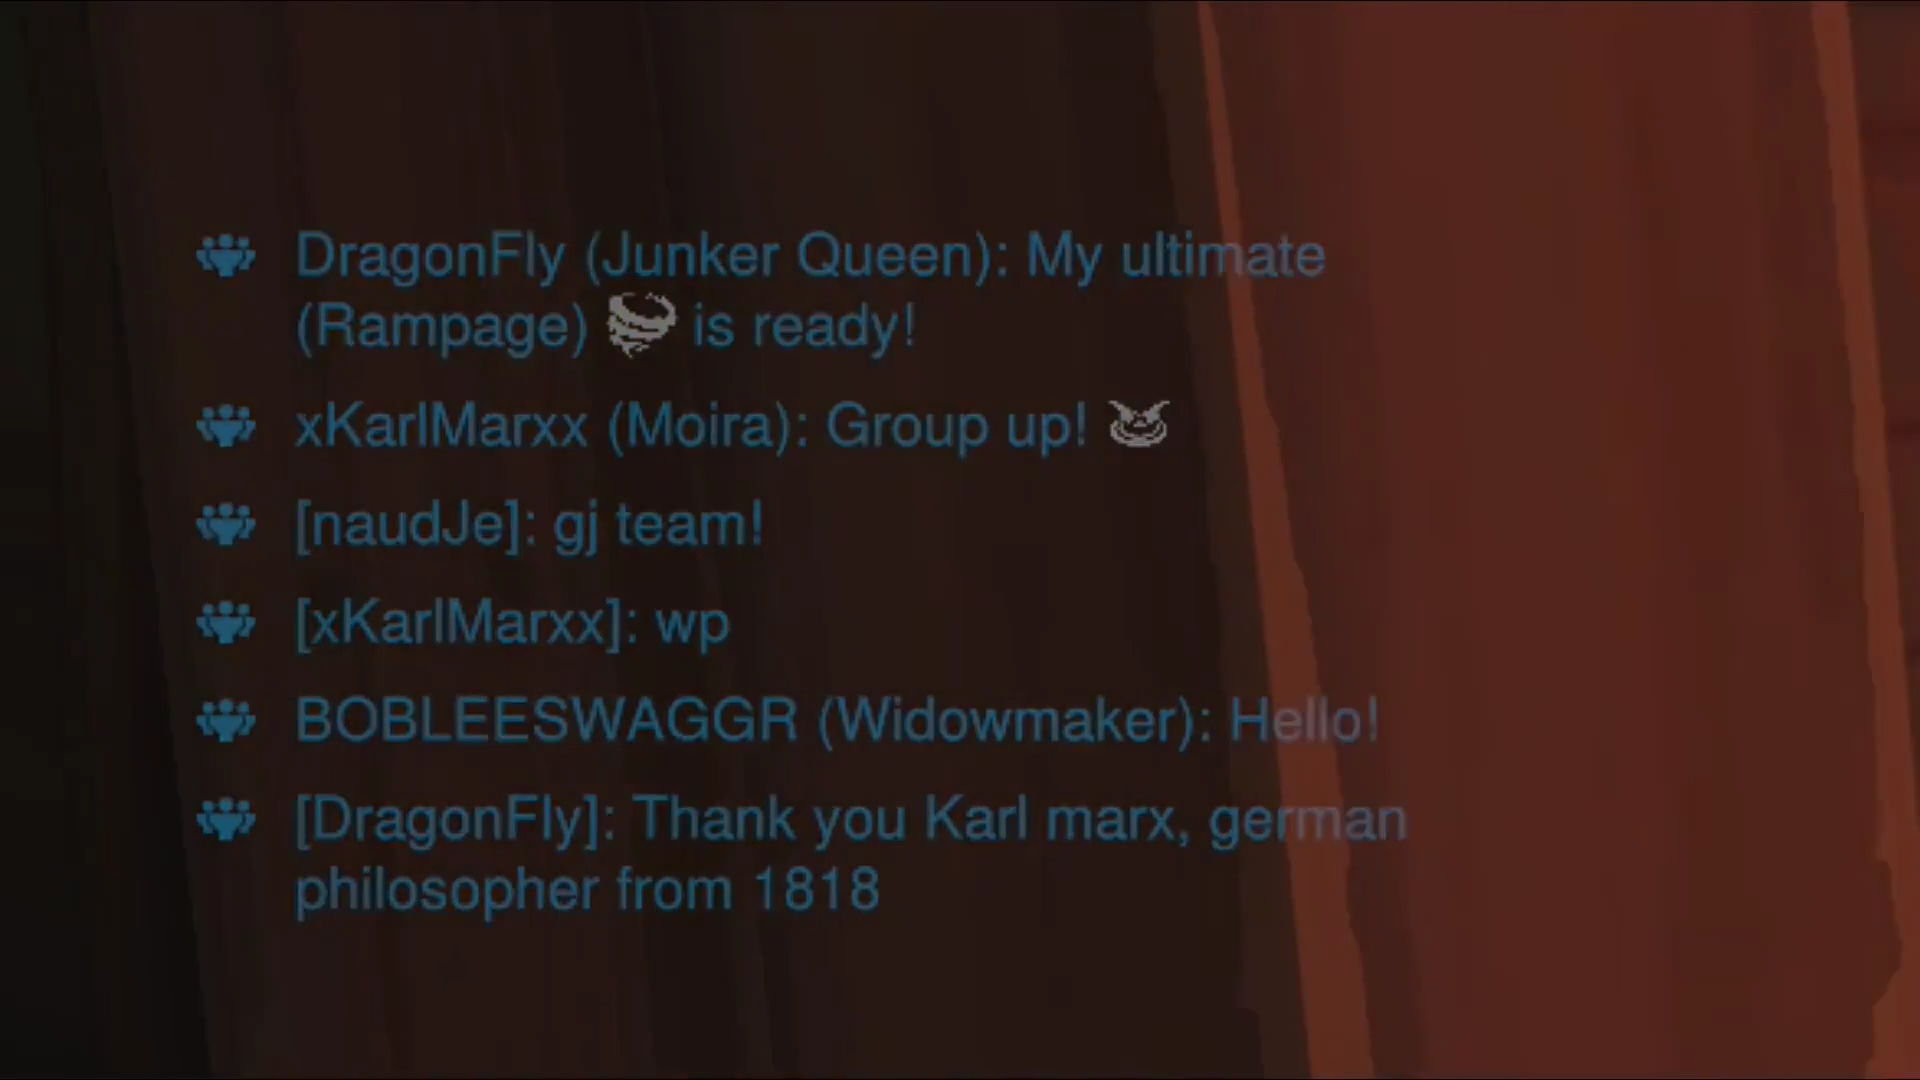 DragonFly (Junker Queen): My ultimate
(Rampage) is ready!
xKarlMarxx (Moira): Group up!
[naudJe]: gj team!
[xKarlMarxx]: wp
BOBLEESWAGGR (Widowmaker): Hello!
[DragonFly]: Thank you Karl marx, german
philosopher from 1818